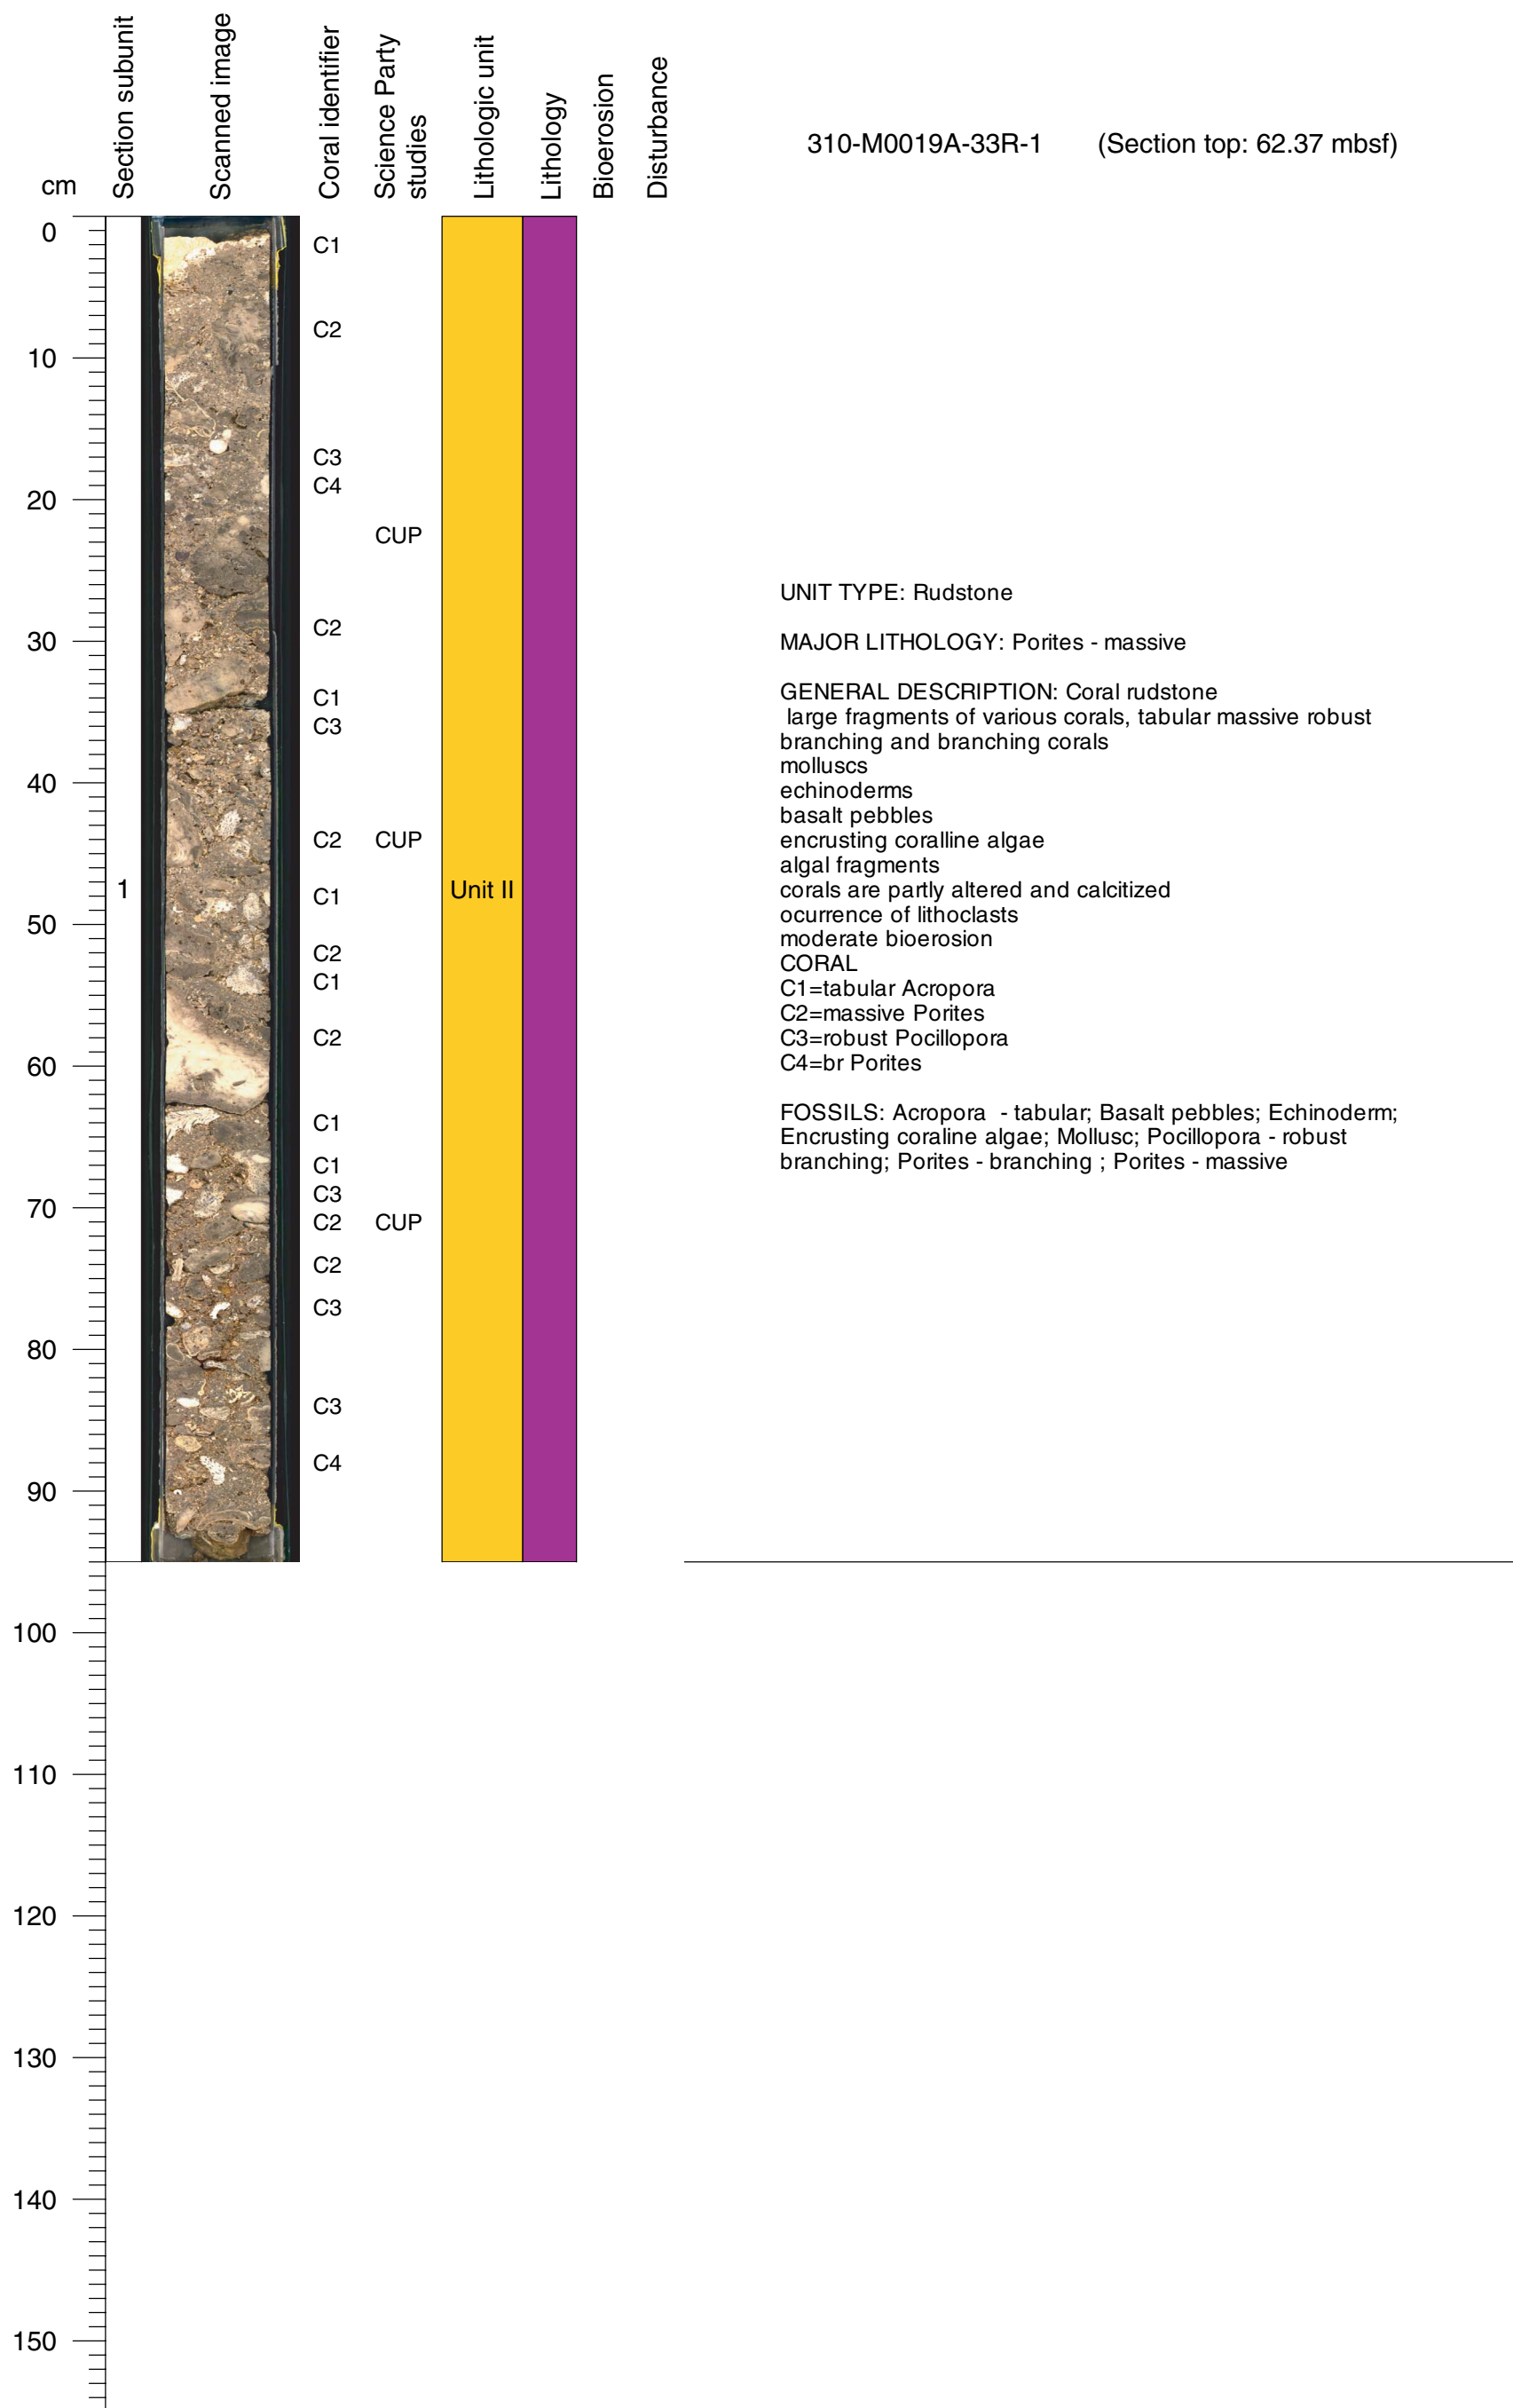 310-M0019A-33R-1 (Section top: 62.37 mbsf)
cm
Section subunit
Scanned image
Coral identifier
Science Party
studies
Lithologic unit
Lithology
Bioerosion
Disturbance
0
10
20
30
40
50
60
70
80
90
100
110
120
130
140
150
1
C1
C2
C3
C4
C2
C1
C3
C2
C1
C2
C1
C2
C1
C1
C3
C2
C2
C3
C3
C4
CUP
CUP
CUP
Unit II
UNIT TYPE: Rudstone
MAJOR LITHOLOGY: Porites - massive
GENERAL DESCRIPTION: Coral rudstone
large fragments of various corals, tabular massive robust
branching and branching corals
molluscs
echinoderms
basalt pebbles
encrusting coralline algae
algal fragments
corals are partly altered and calcitized
ocurrence of lithoclasts
moderate bioerosion
CORAL
C1=tabular Acropora
C2=massive Porites
C3=robust Pocillopora
C4=br Porites
FOSSILS: Acropora - tabular; Basalt pebbles; Echinoderm;
Encrusting coraline algae; Mollusc; Pocillopora - robust
branching; Porites - branching ; Porites - massive